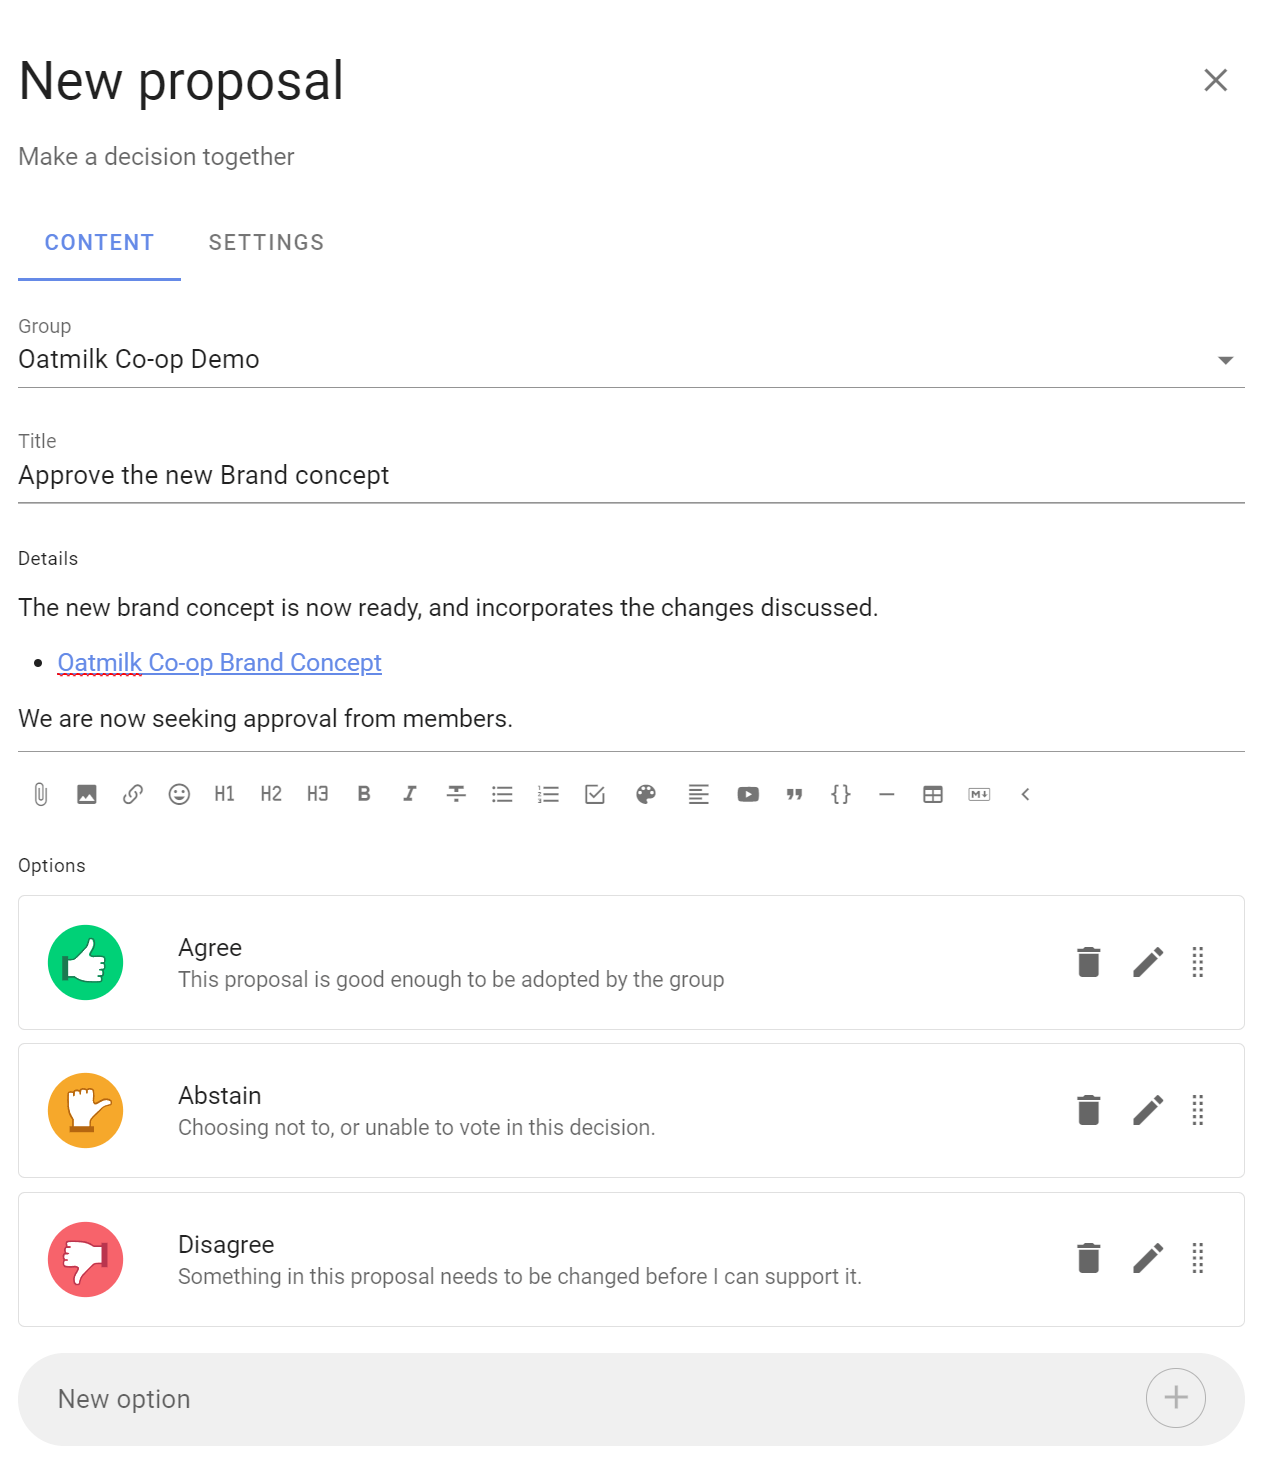 New proposal
Make a decision together
CONTENT SETTINGS
Group
Oatmilk Co-op Demo
Title
Approve the new Brand concept
Details
The new brand concept is now ready, and incorporates the changes discussed.
Oatmilk Co-op Brand Concept
We are now seeking approval from members.
H1 H2 H3 B I M↓
Options
Agree
This proposal is good enough to be adopted by the group
Abstain
Choosing not to, or unable to vote in this decision.
Disagree
Something in this proposal needs to be changed before I can support it.
New option